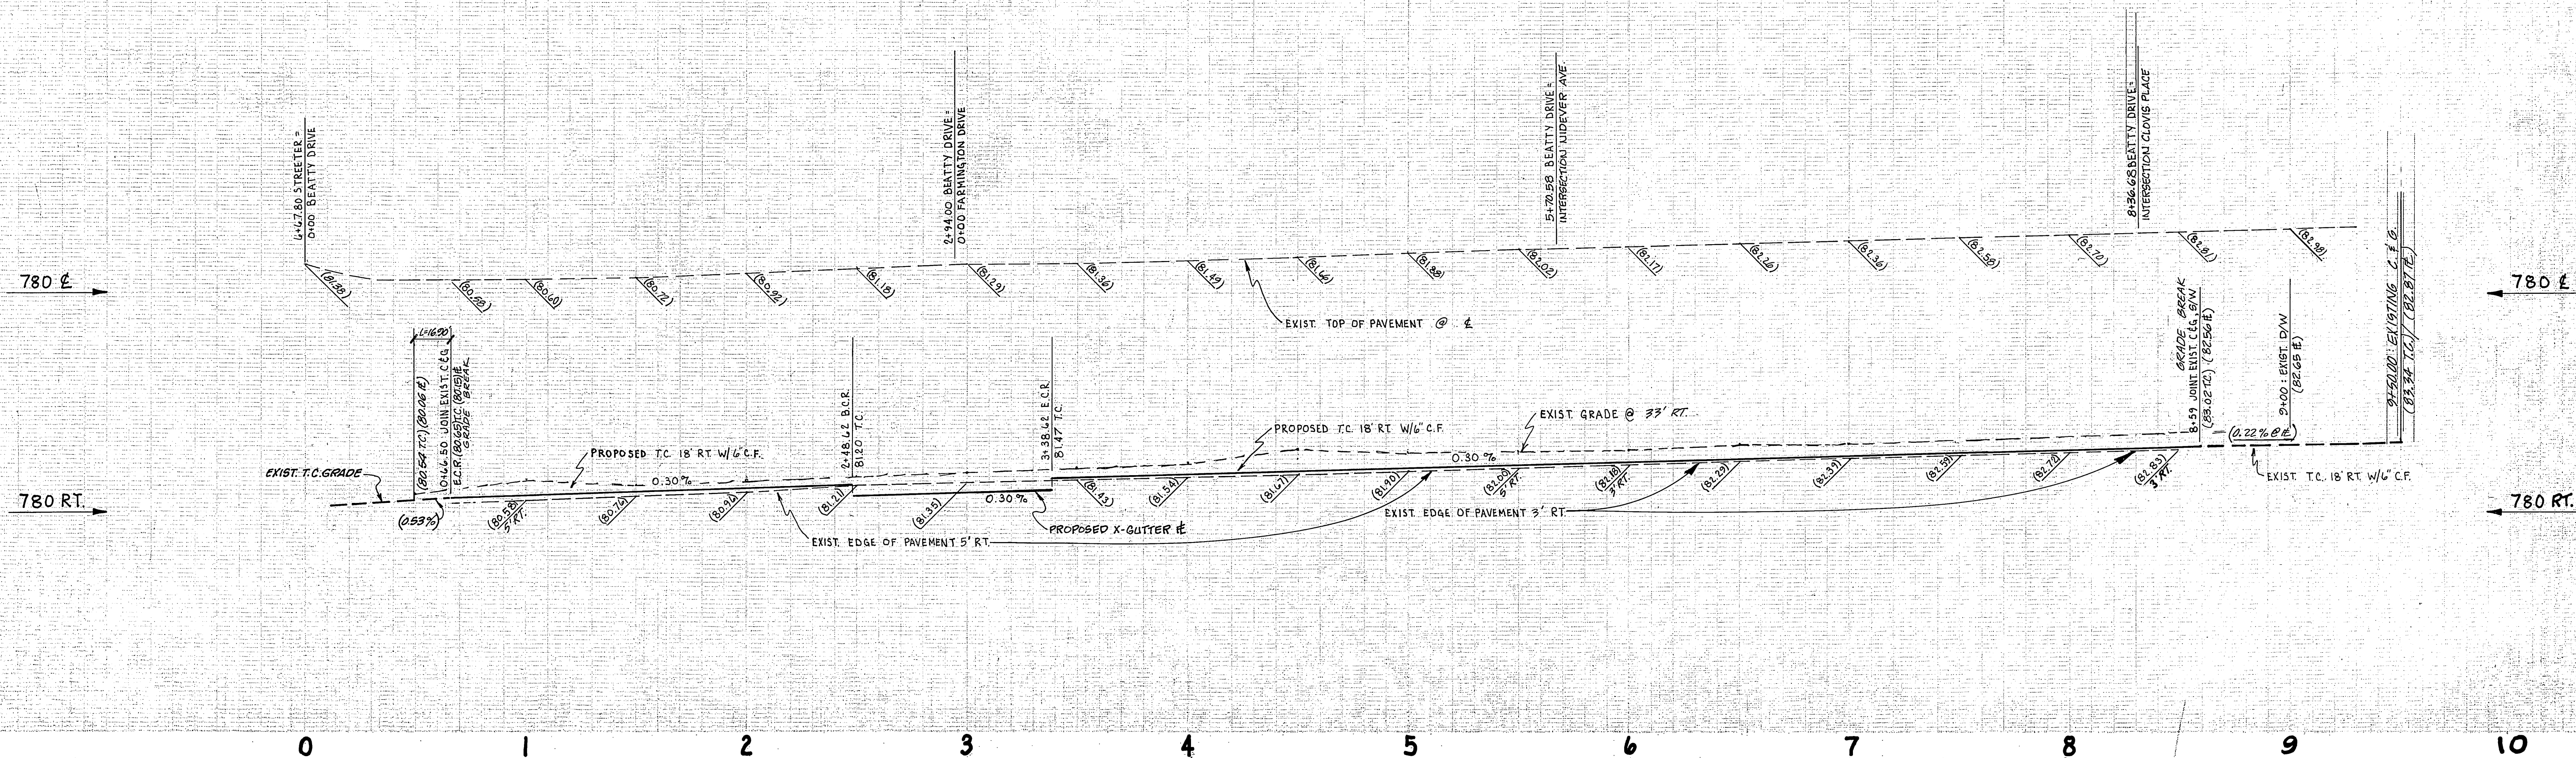 6+67.80 STREETER =
0+00 BEATTY DRIVE
2+94.00 BEATTY DRIVE =
0+00 FARMINGTON DRIVE
5+70.58 BEATTY DRIVE =
INTERSECTION NIDEVER AVE.
8+36.68 BEATTY DRIVE =
INTERSECTION CLOVIS PLACE
780 ℄
(81.38)
(80.58)
(80.60)
(80.72)
(80.92)
(81.18)
(81.29)
(81.36)
(81.49)
(81.66)
(81.88)
(82.02)
(82.17)
(82.26)
(82.36)
(82.58)
(82.70)
(82.81)
(82.98)
780 ℄
EXIST. TOP OF PAVEMENT @ ℄
L=16.90
(80.54 TC) (80.06 ℄)
0+66.50 JOIN EXIST. C&G
E.C.R. (80.65) T.C. (80.15) ℄
GRADE BREAK
2+48.62 B.C.R.
81.20 T.C.
3+38.62 E.C.R.
81.47 T.C.
GRADE BREAK
8+59 JOINT EXIST. C&G, S/W
(83.02 TC.) (82.56 ℄)
9+00: EXIST. D/W
(82.65 ℄)
9+50.00: EXISTING C.& G.
(83.34 T.C.) (82.87 ℄)
EXIST. T.C. GRADE
PROPOSED T.C. 18' RT. W/6" C.F.
0.30 %
PROPOSED T.C. 18' RT. W/6" C.F.
EXIST. GRADE @ 33' RT.
0.30 %
(0.22% @ ℄)
EXIST. T.C. 18' RT. W/6" C.F.
780 RT.
(0.53%)
(80.58)
5' RT.
(80.76)
(80.96)
(81.21)
(81.35)
0.30 %
(81.43)
(81.54)
(81.67)
(81.90)
(82.00)
5' RT.
(82.18)
3' RT.
(82.29)
(82.39)
(82.59)
(82.72)
(82.83)
3' RT.
780 RT.
EXIST. EDGE OF PAVEMENT 5' RT.
PROPOSED X-GUTTER ℄
EXIST. EDGE OF PAVEMENT 3' RT.
0 1 2 3 4 5 6 7 8 9 10